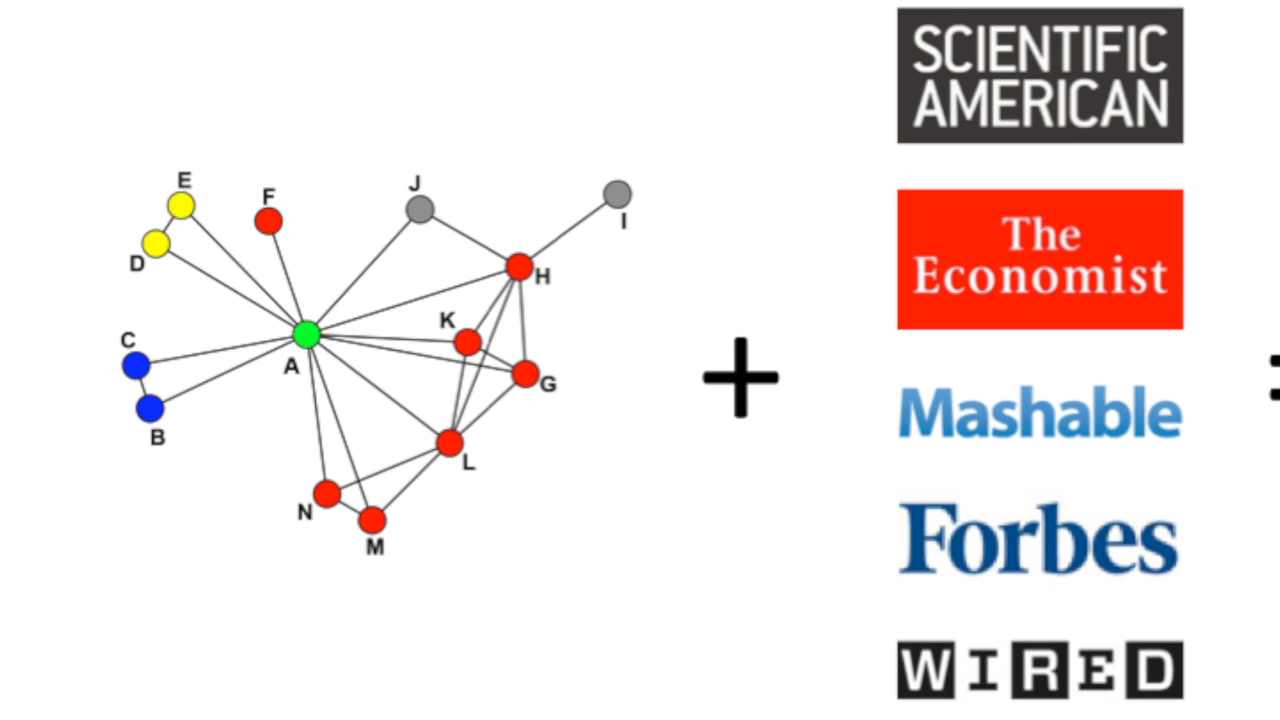 E
F
J
I
D
H
K
C
A
G
B
L
N
M
+
SCIENTIFIC
AMERICAN
The
Economist
Mashable
Forbes
WIRED